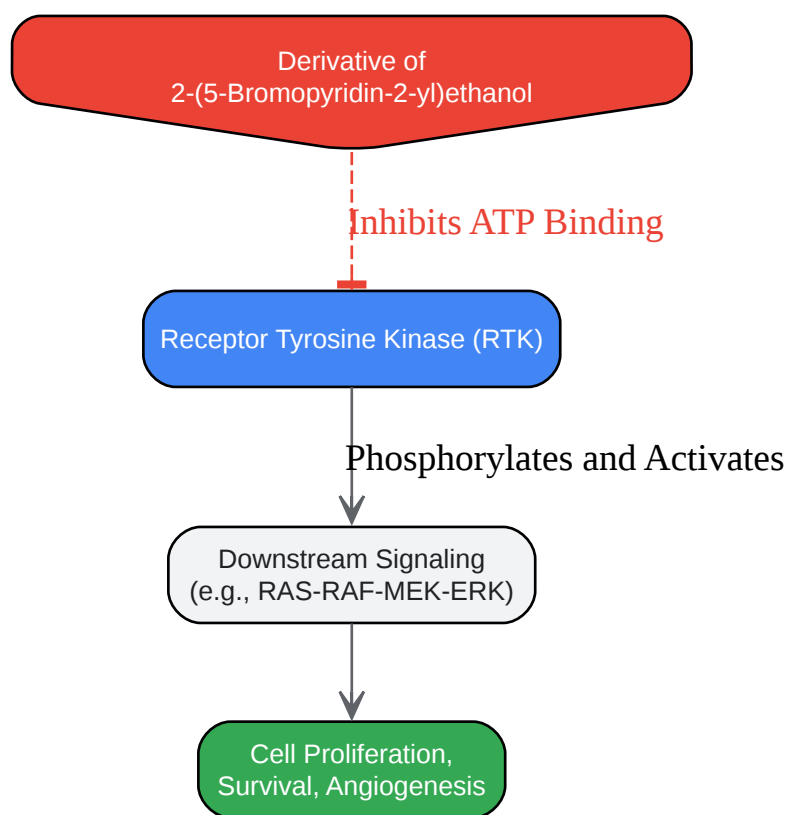 Derivative of
2-(5-Bromopyridin-2-yl)ethanol
Inhibits ATP Binding
Receptor Tyrosine Kinase (RTK)
Phosphorylates and Activates
Downstream Signaling
(e.g., RAS-RAF-MEK-ERK)
Cell Proliferation,
Survival, Angiogenesis